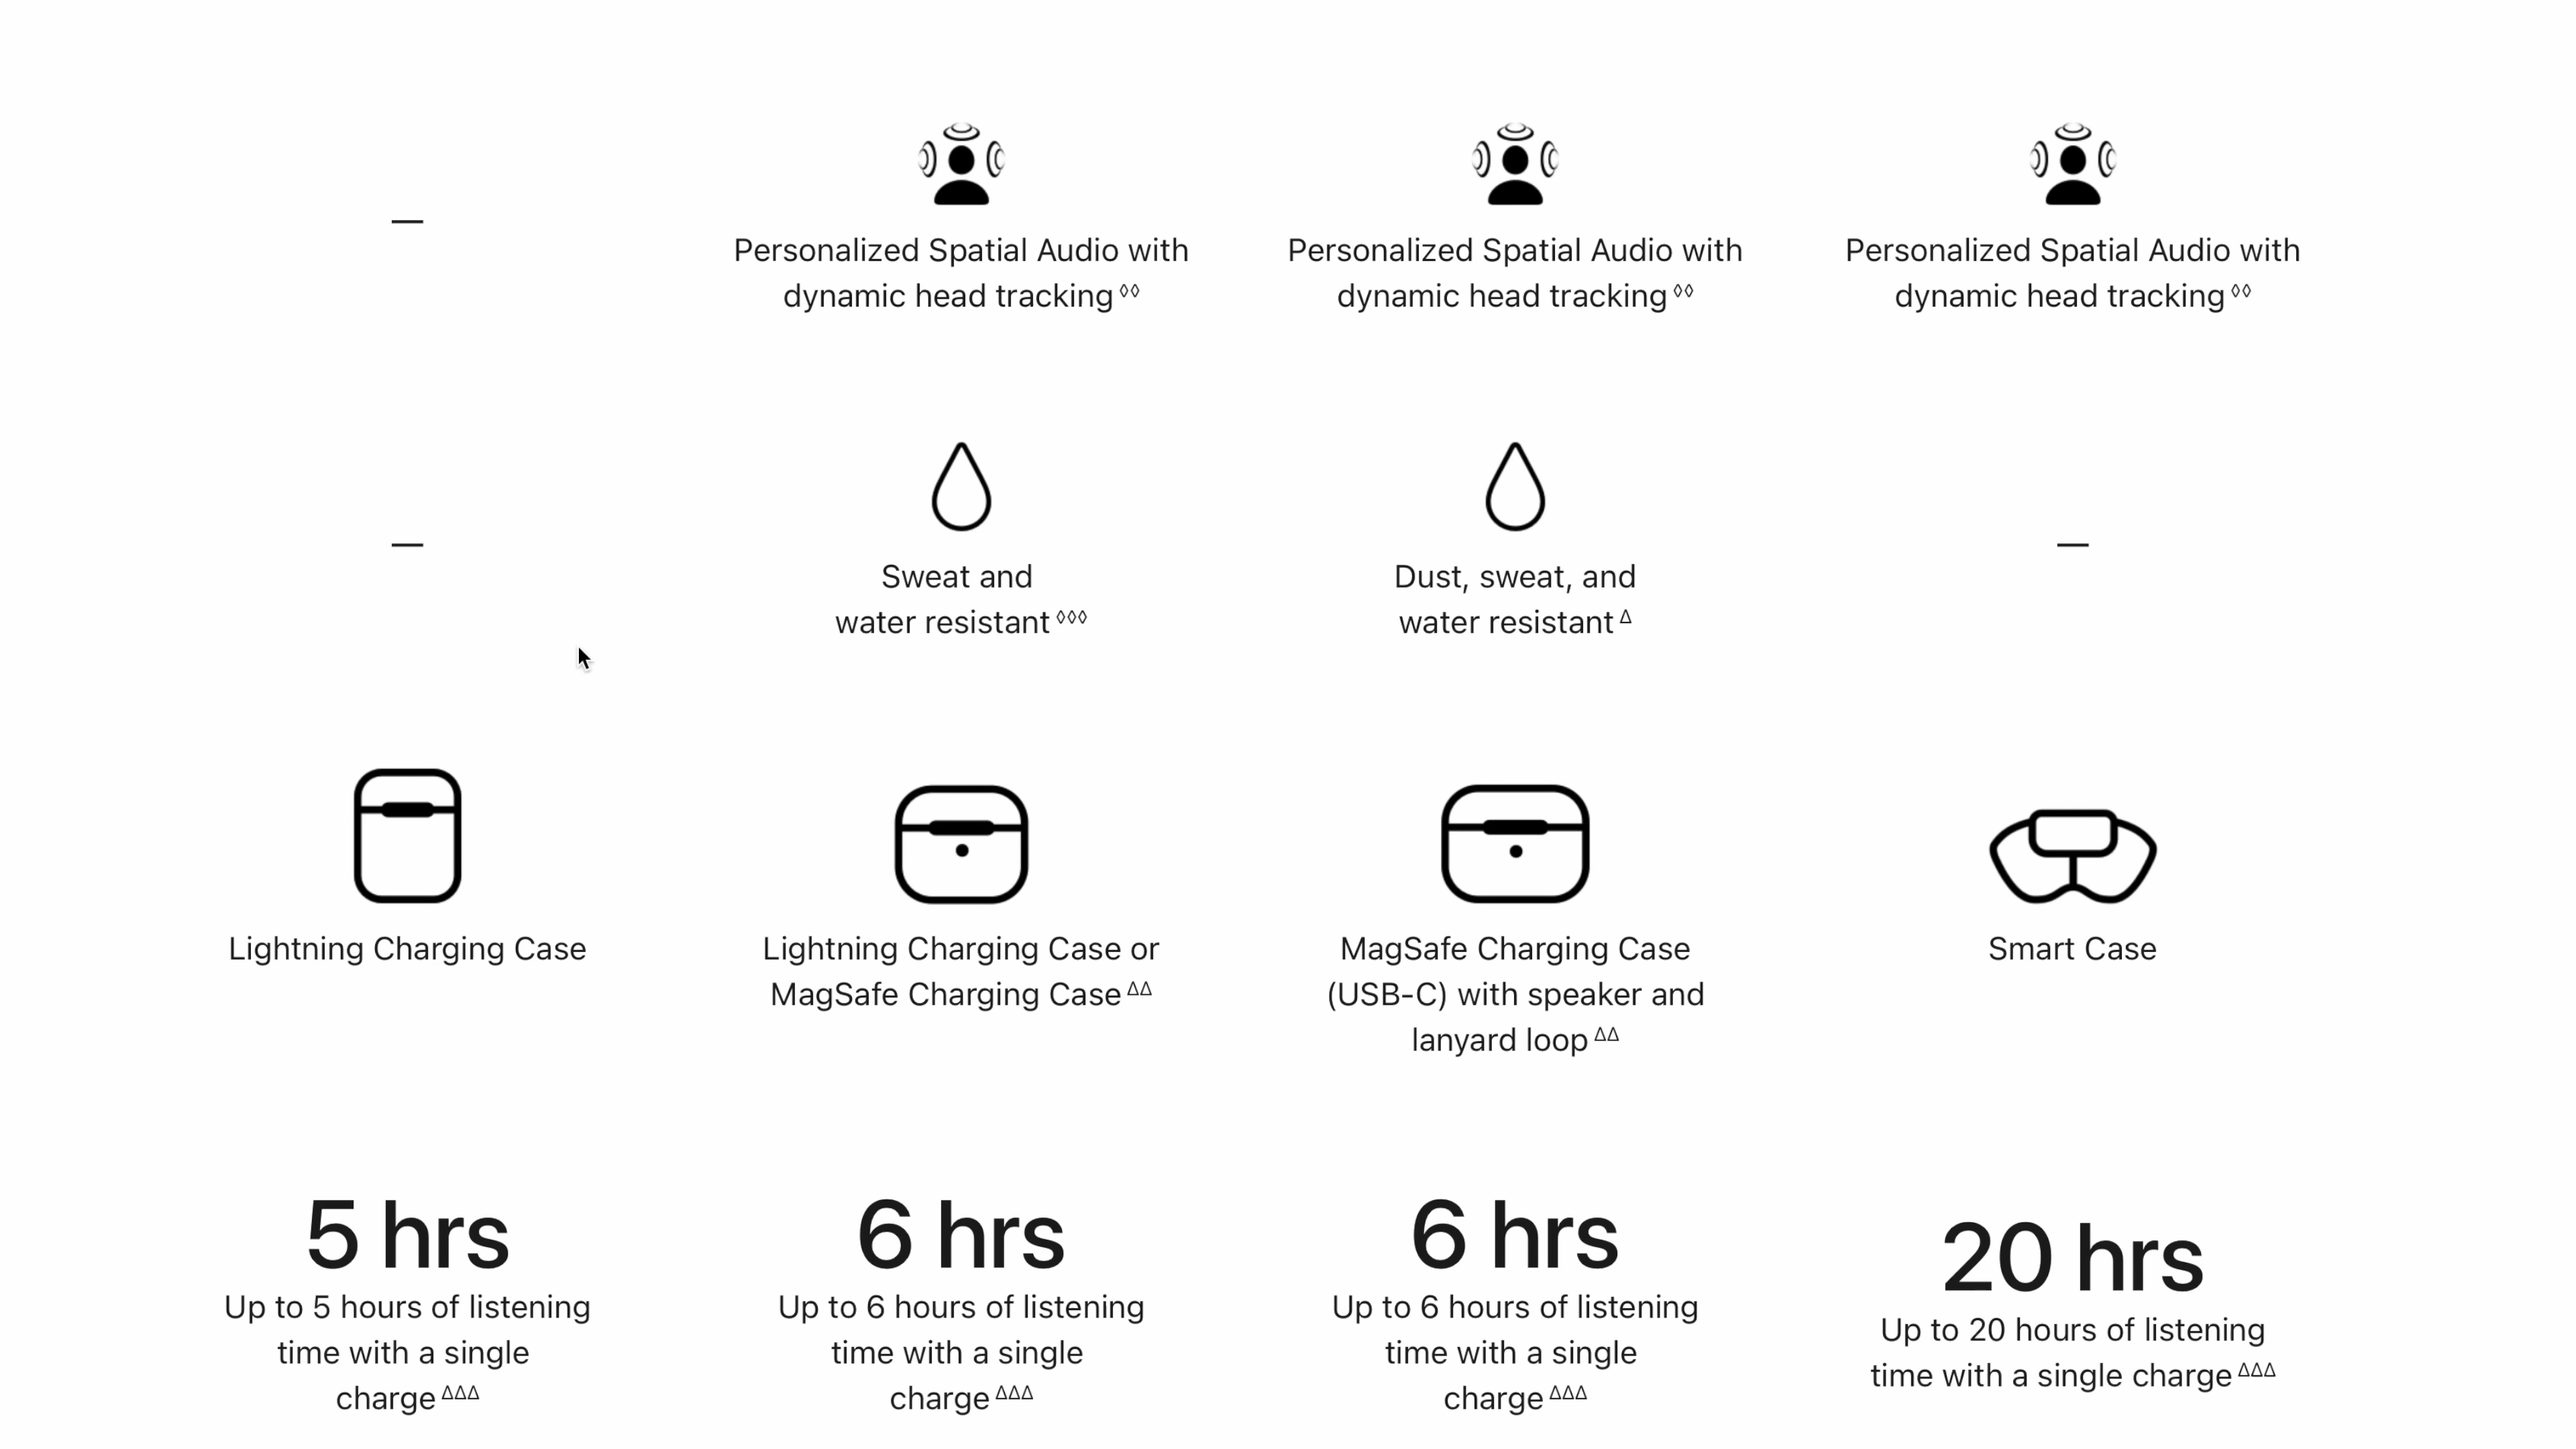 —
Personalized Spatial Audio with
dynamic head tracking ◊◊
Personalized Spatial Audio with
dynamic head tracking ◊◊
Personalized Spatial Audio with
dynamic head tracking ◊◊
—
Sweat and
water resistant ◊◊◊
Dust, sweat, and
water resistant Δ
—
Lightning Charging Case
Lightning Charging Case or
MagSafe Charging Case ΔΔ
MagSafe Charging Case
(USB-C) with speaker and
lanyard loop ΔΔ
Smart Case
5 hrs
Up to 5 hours of listening
time with a single
charge ΔΔΔ
6 hrs
Up to 6 hours of listening
time with a single
charge ΔΔΔ
6 hrs
Up to 6 hours of listening
time with a single
charge ΔΔΔ
20 hrs
Up to 20 hours of listening
time with a single charge ΔΔΔ